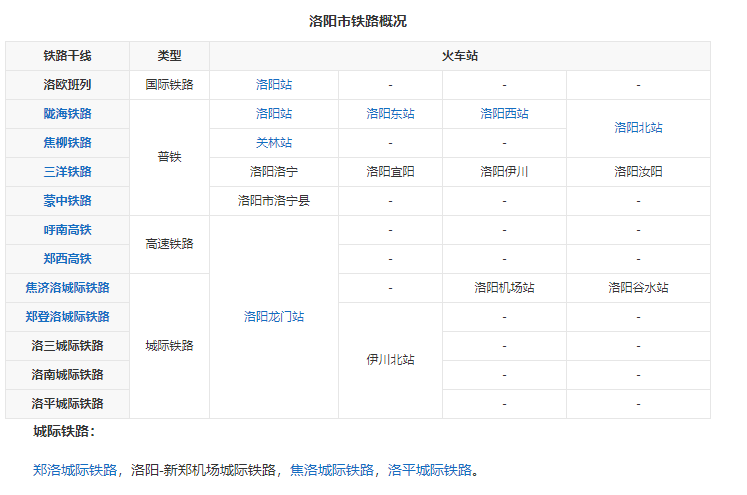 洛阳市铁路概况
铁路干线 类型 火车站
洛欧班列 国际铁路 洛阳站 - - -
陇海铁路 普铁 洛阳站 洛阳东站 洛阳西站 洛阳北站
焦柳铁路 关林站 - -
三洋铁路 洛阳洛宁 洛阳宜阳 洛阳伊川 洛阳汝阳
蒙中铁路 洛阳市洛宁县 - - -
呼南高铁 高速铁路 洛阳龙门站 - - -
郑西高铁 - - -
焦济洛城际铁路 城际铁路 - 洛阳机场站 洛阳谷水站
郑登洛城际铁路 伊川北站 - -
洛三城际铁路 - -
洛南城际铁路 - -
洛平城际铁路 - -
城际铁路：
郑洛城际铁路，洛阳-新郑机场城际铁路，焦洛城际铁路，洛平城际铁路。